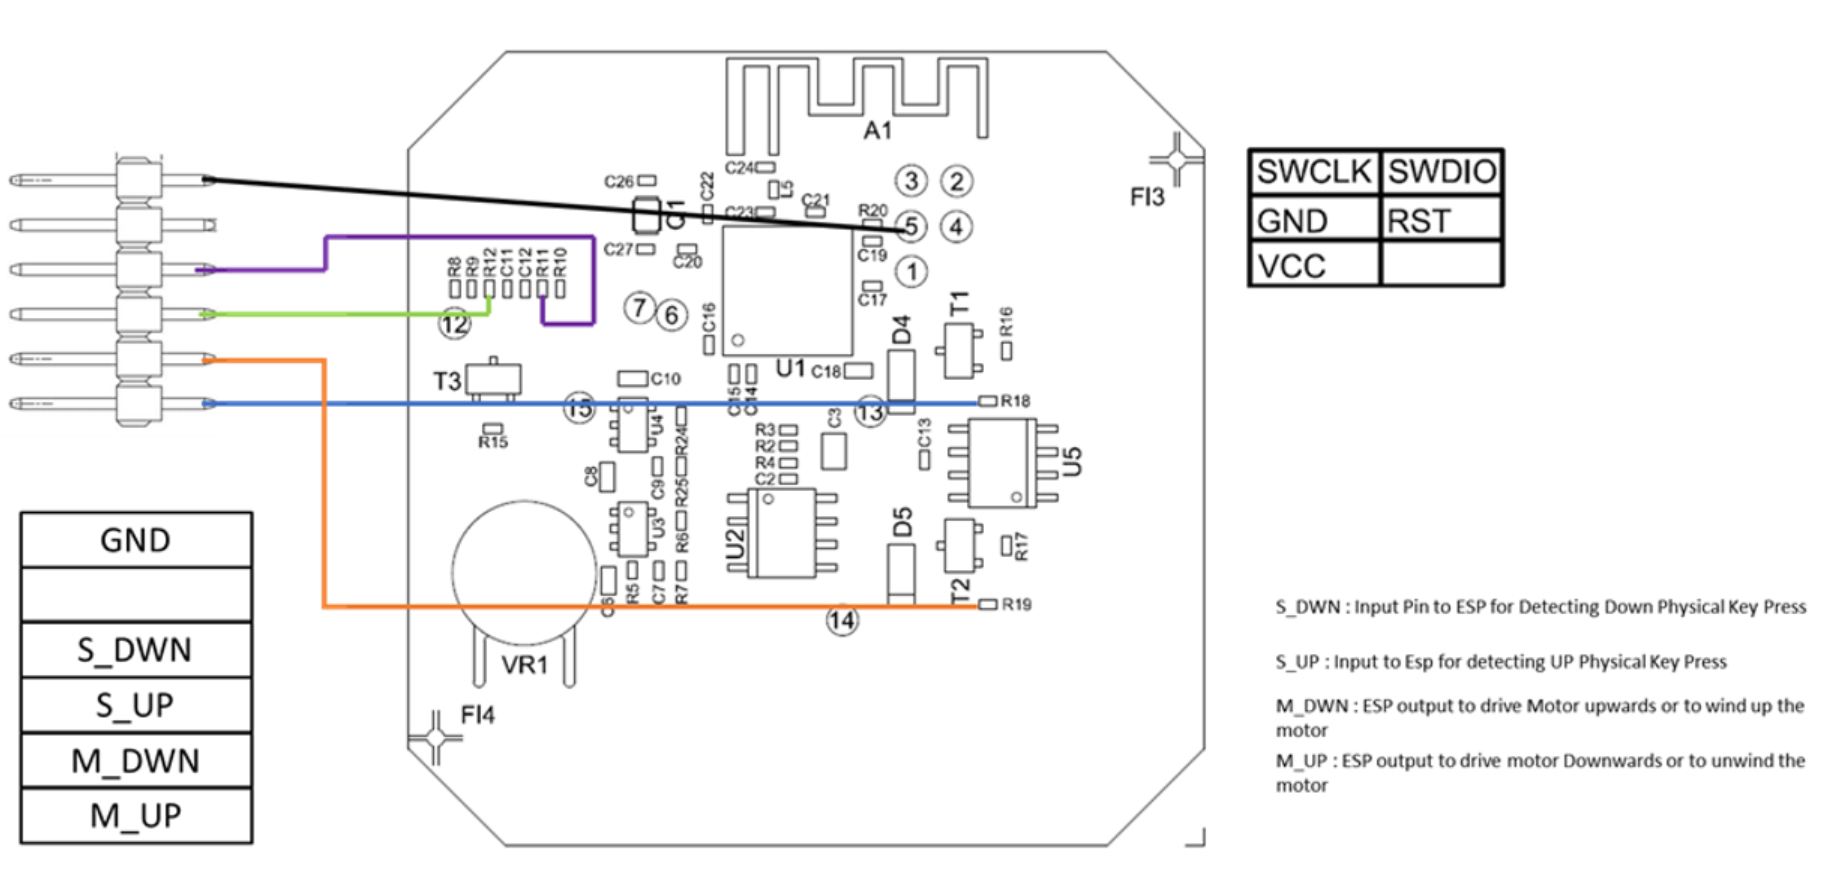 A1
SWCLK SWDIO
GND RST
VCC
FI3
C24
L5
C26
C22
C23
C21
Q1
R20
3 2
5 4
1
C19
C17
C27
C20
R8
R9
R12
C11
C12
R11
R10
7 6
12
C16
T1
R16
D4
U1
C18
T3
C10
C15
C14
15
13
R18
R15
U4
R24
R3
R2
R4
C2
C3
C13
U5
C8
C9
R25
U3
R6
U2
D5
R17
T2
C6
R5
C7
R7
R19
14
VR1
FI4
GND
S_DWN
S_UP
M_DWN
M_UP
S_DWN : Input Pin to ESP for Detecting Down Physical Key Press
S_UP : Input to Esp for detecting UP Physical Key Press
M_DWN : ESP output to drive Motor upwards or to wind up the
motor
M_UP : ESP output to drive motor Downwards or to unwind the
motor